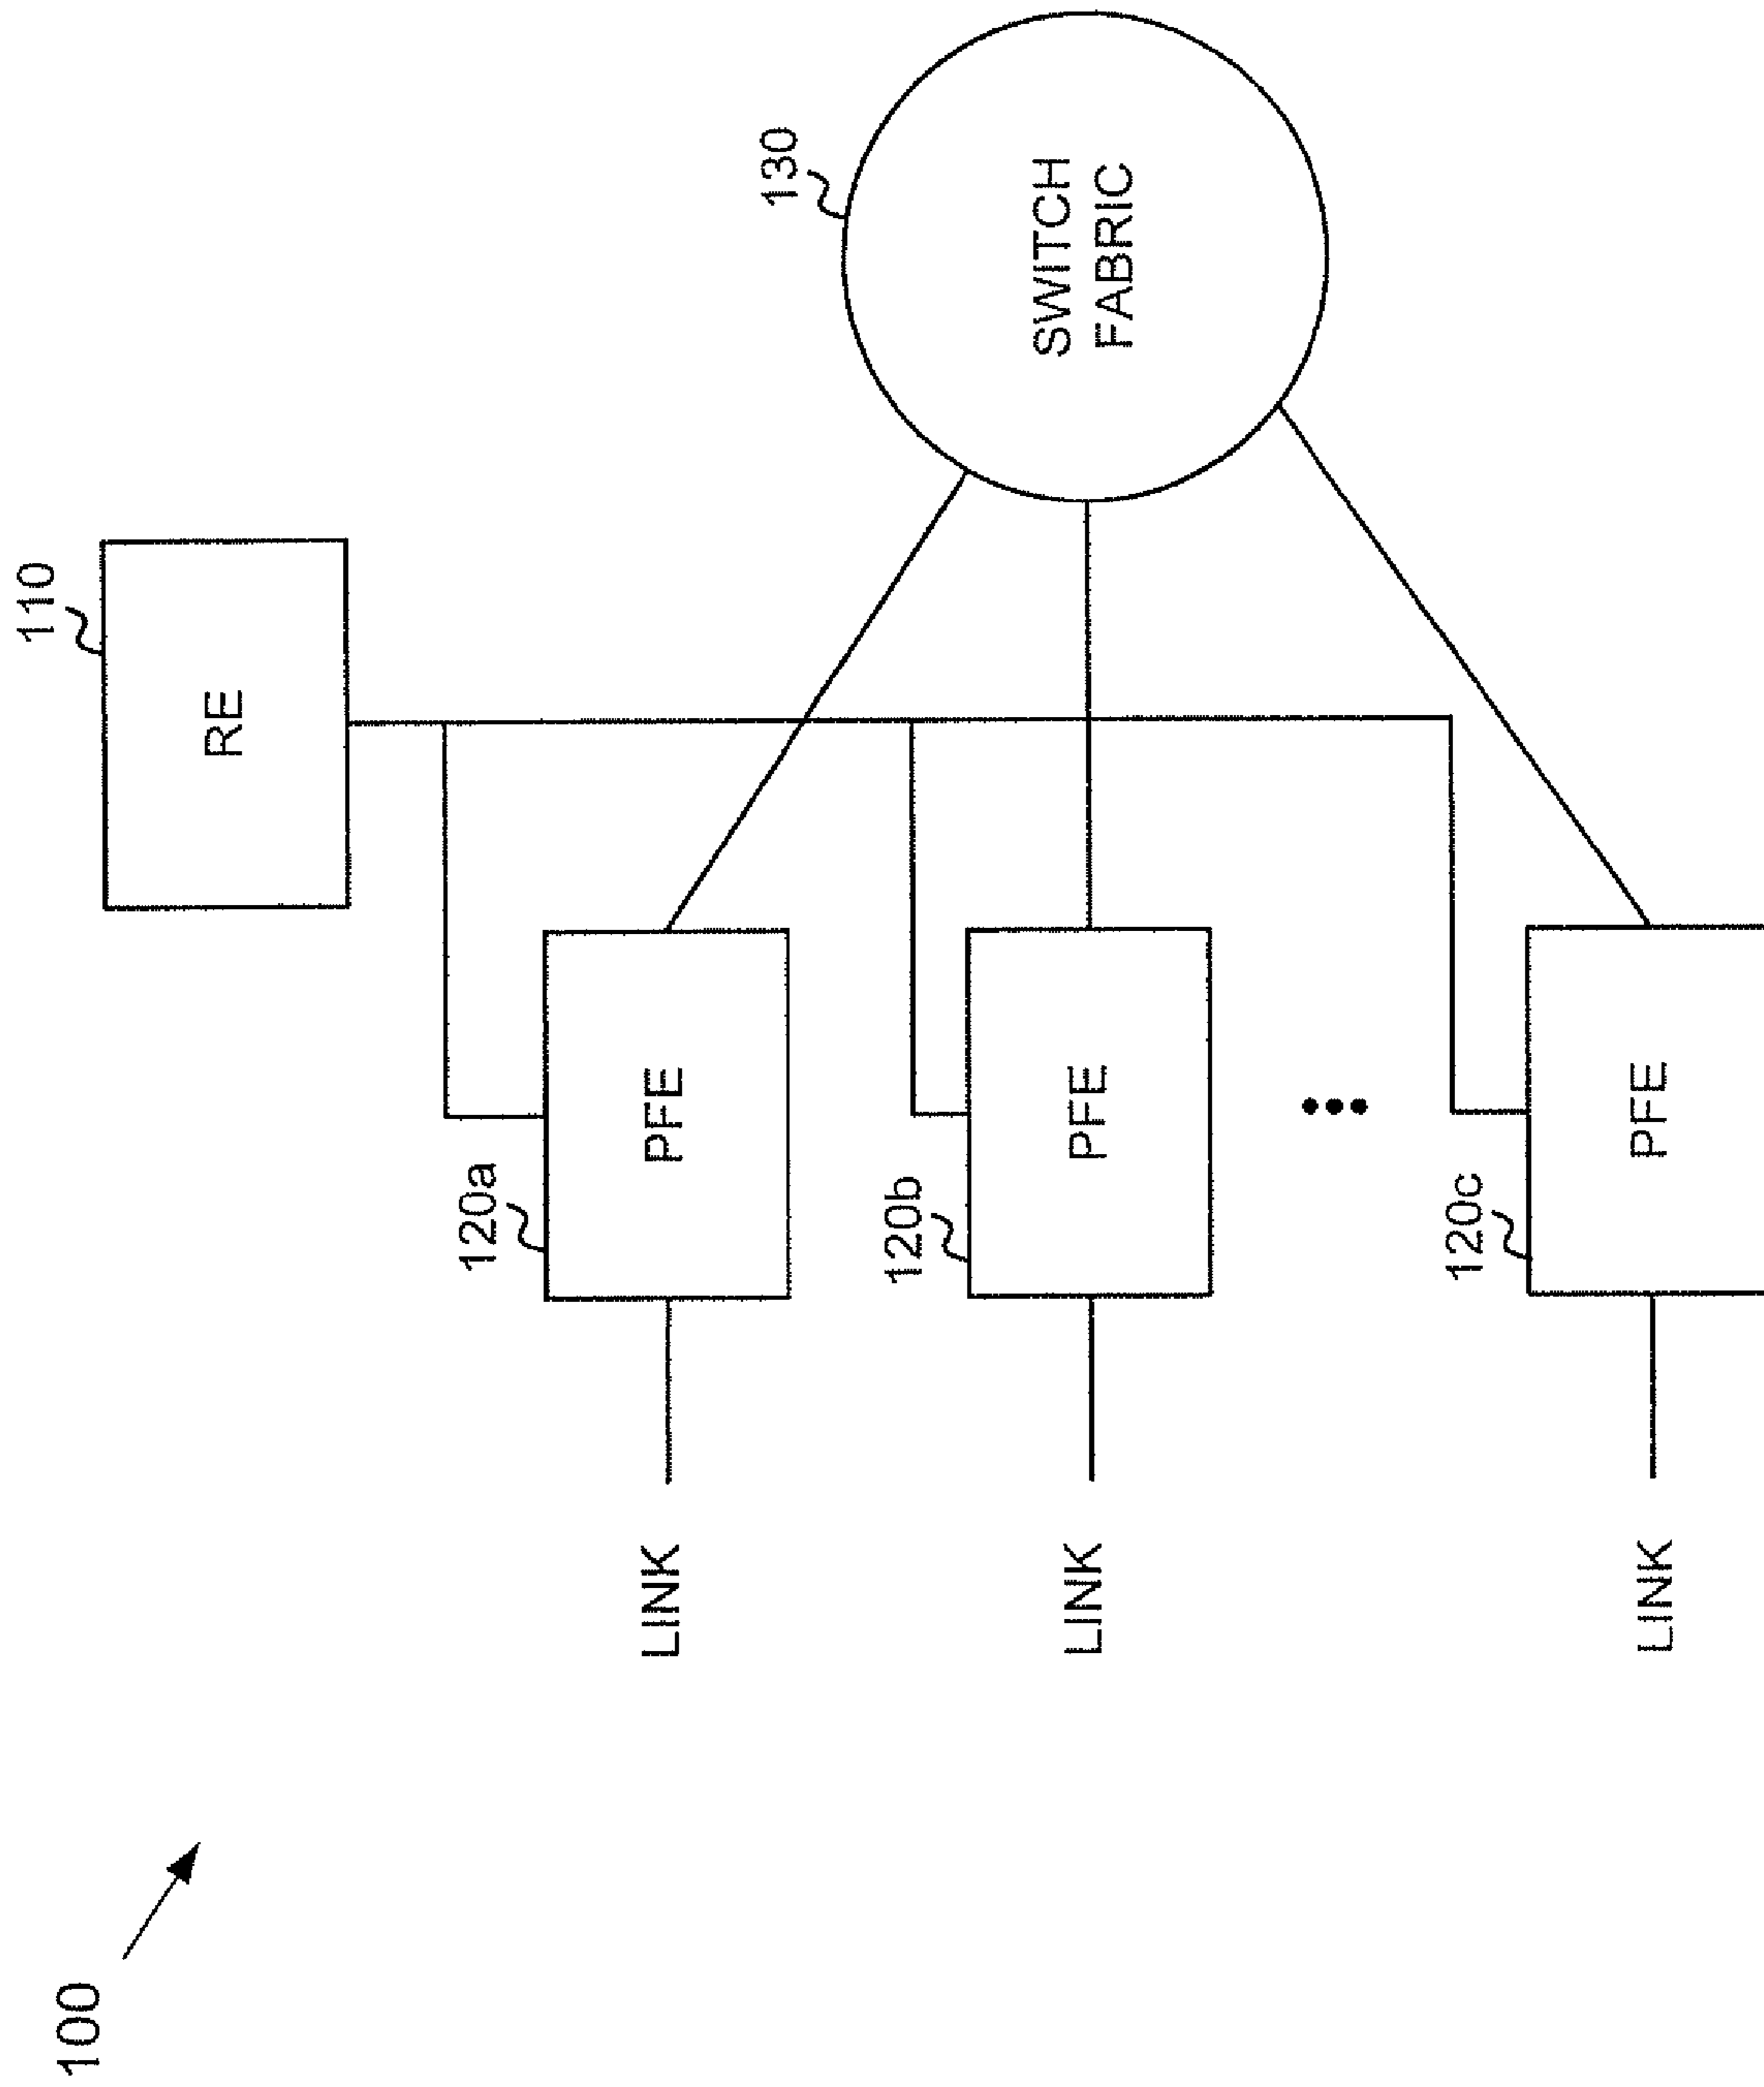 100
110
RE
130
SWITCH
FABRIC
120a
PFE
LINK
120b
PFE
LINK
120c
PFE
LINK